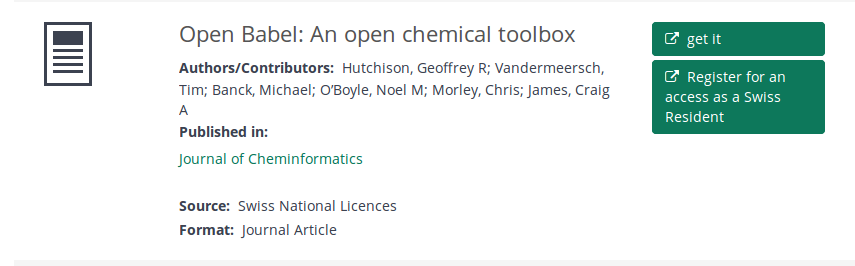 Open Babel: An open chemical toolbox
Authors/Contributors: Hutchison, Geoffrey R; Vandermeersch,
Tim; Banck, Michael; O’Boyle, Noel M; Morley, Chris; James, Craig
A
Published in:
Journal of Cheminformatics
Source: Swiss National Licences
Format: Journal Article
get it
Register for an
access as a Swiss
Resident